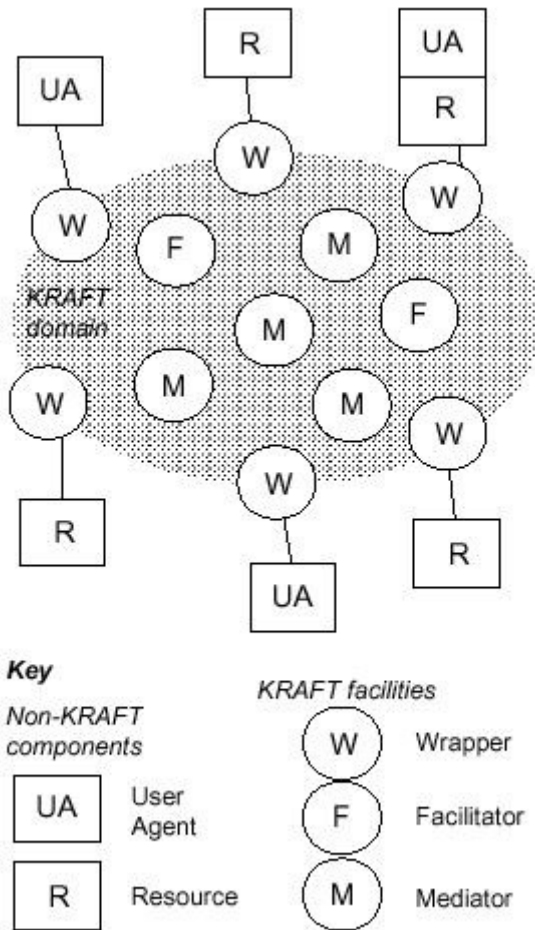 R
UA
UA
R
W
W
W
F
M
KRAFT
domain
M
F
W
M
M
W
W
R
R
UA
Key
KRAFT facilities
Non-KRAFT
components
W
Wrapper
UA
User
Agent
F
Facilitator
R
Resource
M
Mediator